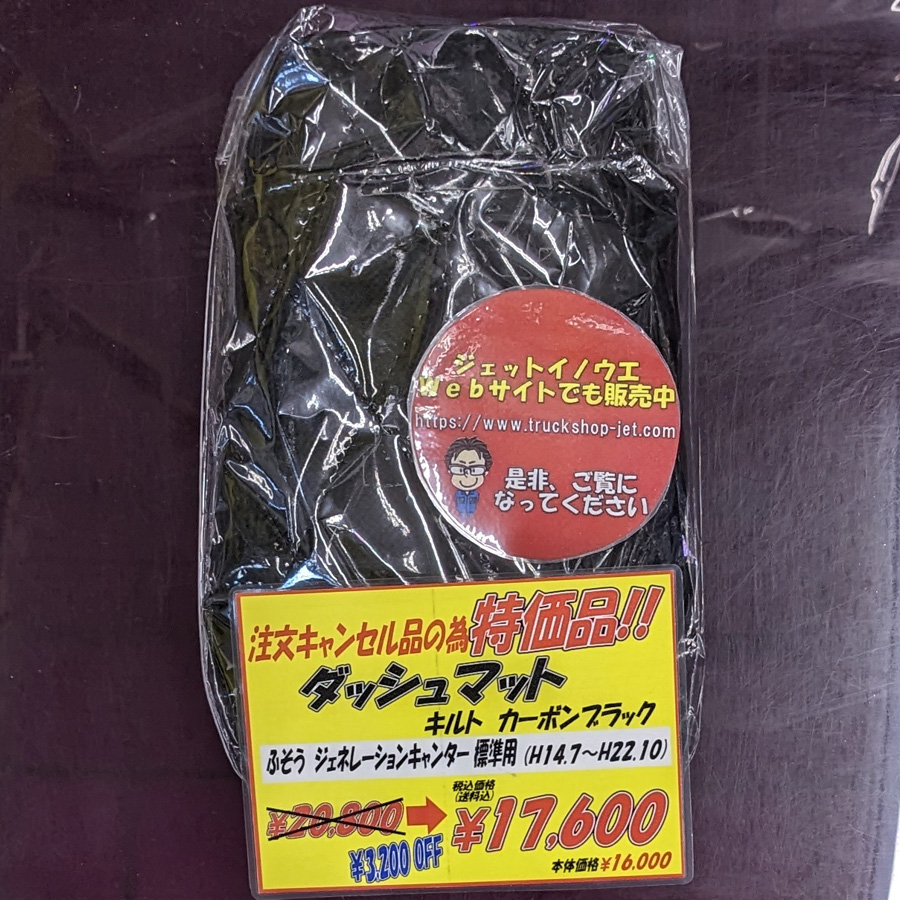 ジェットイノウエ
Webサイトでも販売中
https://www.truckshop-jet.com
是非、ご覧に
なってください
注文キャンセル品の為特価品!!
ダッシュマット
キルト カーボンブラック
ふそう ジェネレーションキャンター 標準用 (H14.7~H22.10)
税込価格
(送料込)
¥20,800 ➡ ¥17,600
¥3,200 OFF
本体価格¥16,000